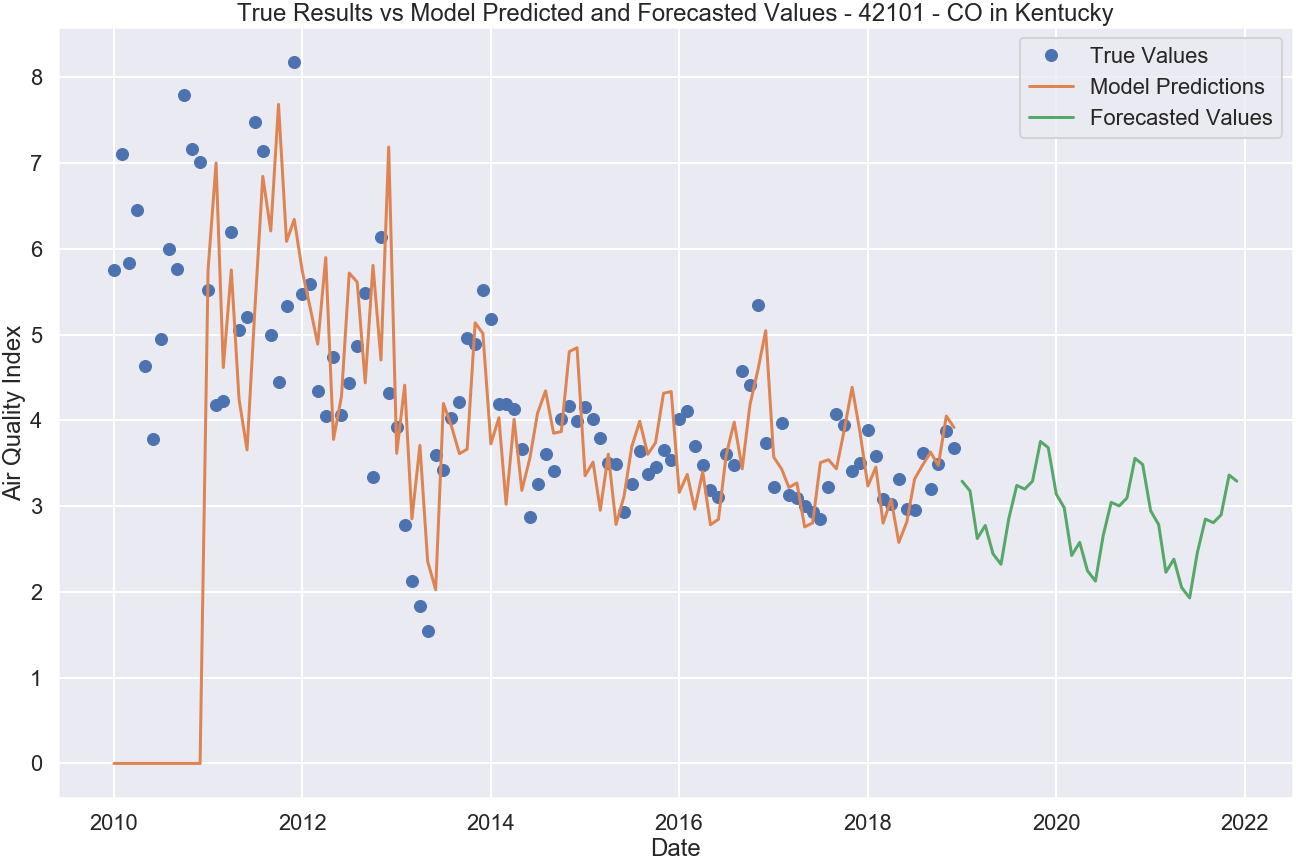 True Results vs Model Predicted and Forecasted Values - 42101 - CO in Kentucky
True Values
Model Predictions
Forecasted Values
Air Quality Index
8
7
6
5
4
3
2
1
0
2010 2012 2014 2016 2018 2020 2022
Date